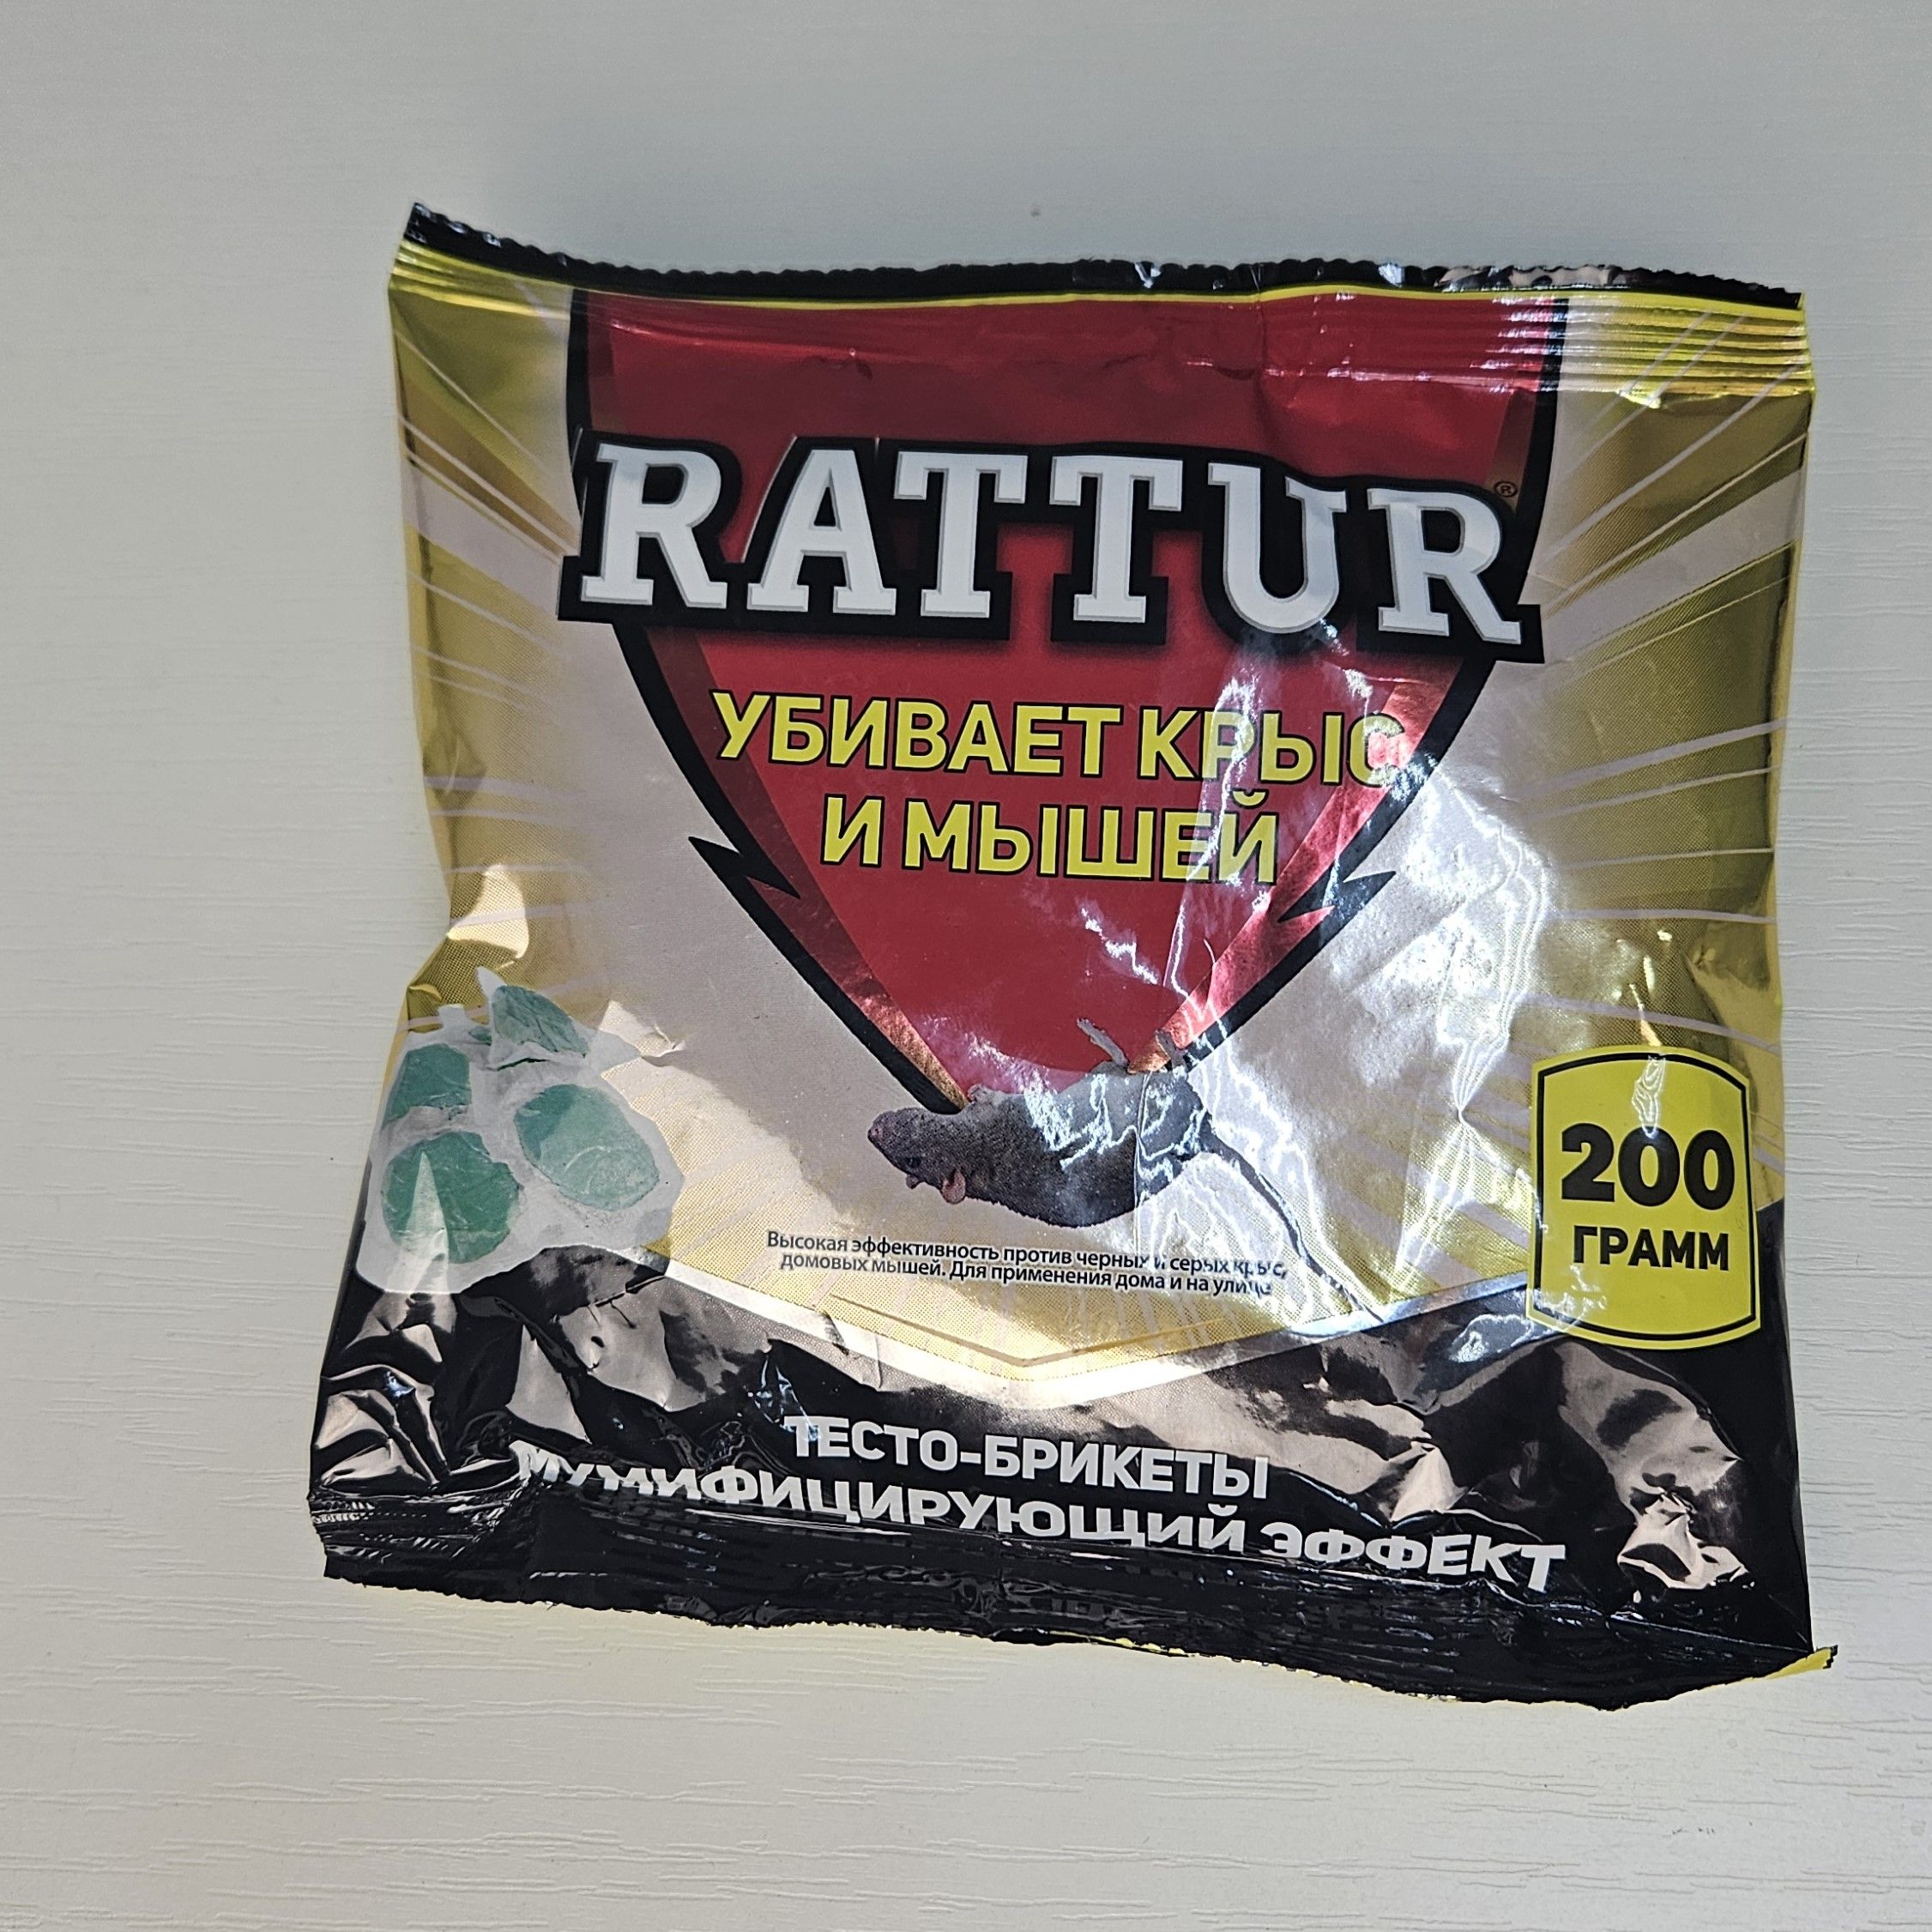 RATTUR®
УБИВАЕТ КРЫС
И МЫШЕЙ
200
ГРАММ
Высокая эффективность против черных и серых крыс,
домовых мышей. Для применения дома и на улице
ТЕСТО-БРИКЕТЫ
МУМИФИЦИРУЮЩИЙ ЭФФЕКТ